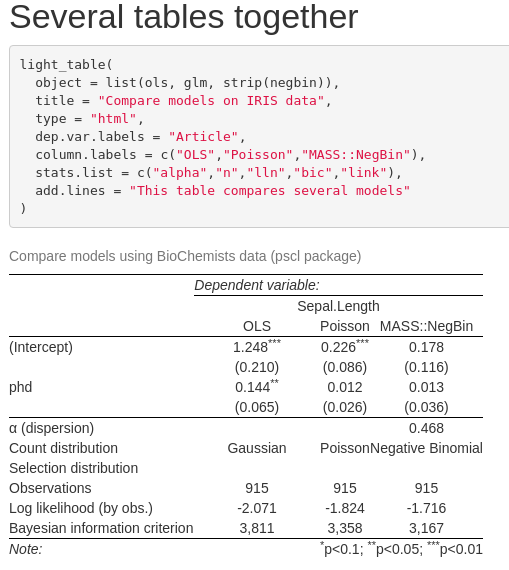 Several tables together
light_table(
  object = list(ols, glm, strip(negbin)),
  title = "Compare models on IRIS data",
  type = "html",
  dep.var.labels = "Article",
  column.labels = c("OLS","Poisson","MASS::NegBin"),
  stats.list = c("alpha","n","lln","bic","link"),
  add.lines = "This table compares several models"
)
Compare models using BioChemists data (pscl package)
Dependent variable:
Sepal.Length
OLS Poisson MASS::NegBin
(Intercept) 1.248*** 0.226*** 0.178
(0.210) (0.086) (0.116)
phd 0.144** 0.012 0.013
(0.065) (0.026) (0.036)
α (dispersion) 0.468
Count distribution Gaussian Poisson Negative Binomial
Selection distribution
Observations 915 915 915
Log likelihood (by obs.) -2.071 -1.824 -1.716
Bayesian information criterion 3,811 3,358 3,167
Note: *p<0.1; **p<0.05; ***p<0.01